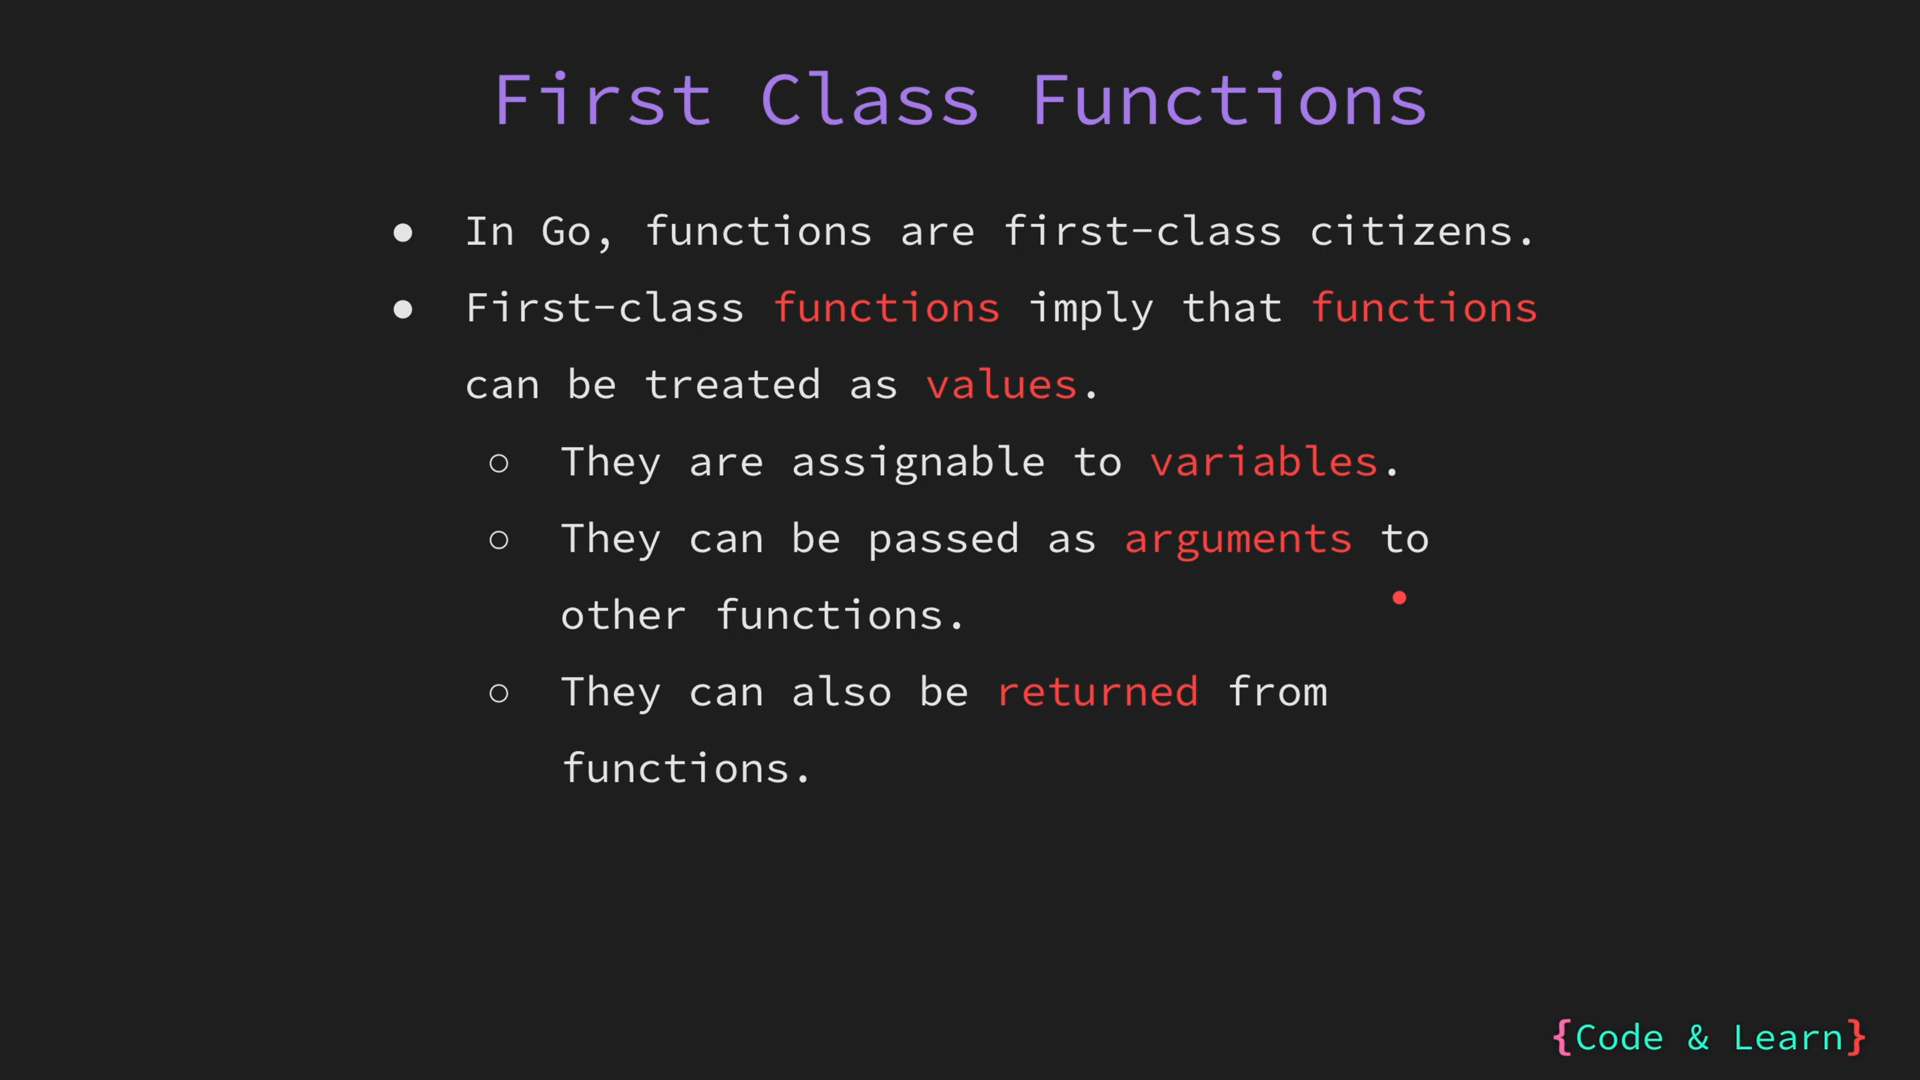 First Class Functions
● In Go, functions are first-class citizens.
● First-class functions imply that functions
can be treated as values.
○ They are assignable to variables.
○ They can be passed as arguments to
other functions.
○ They can also be returned from
functions.
{Code & Learn}